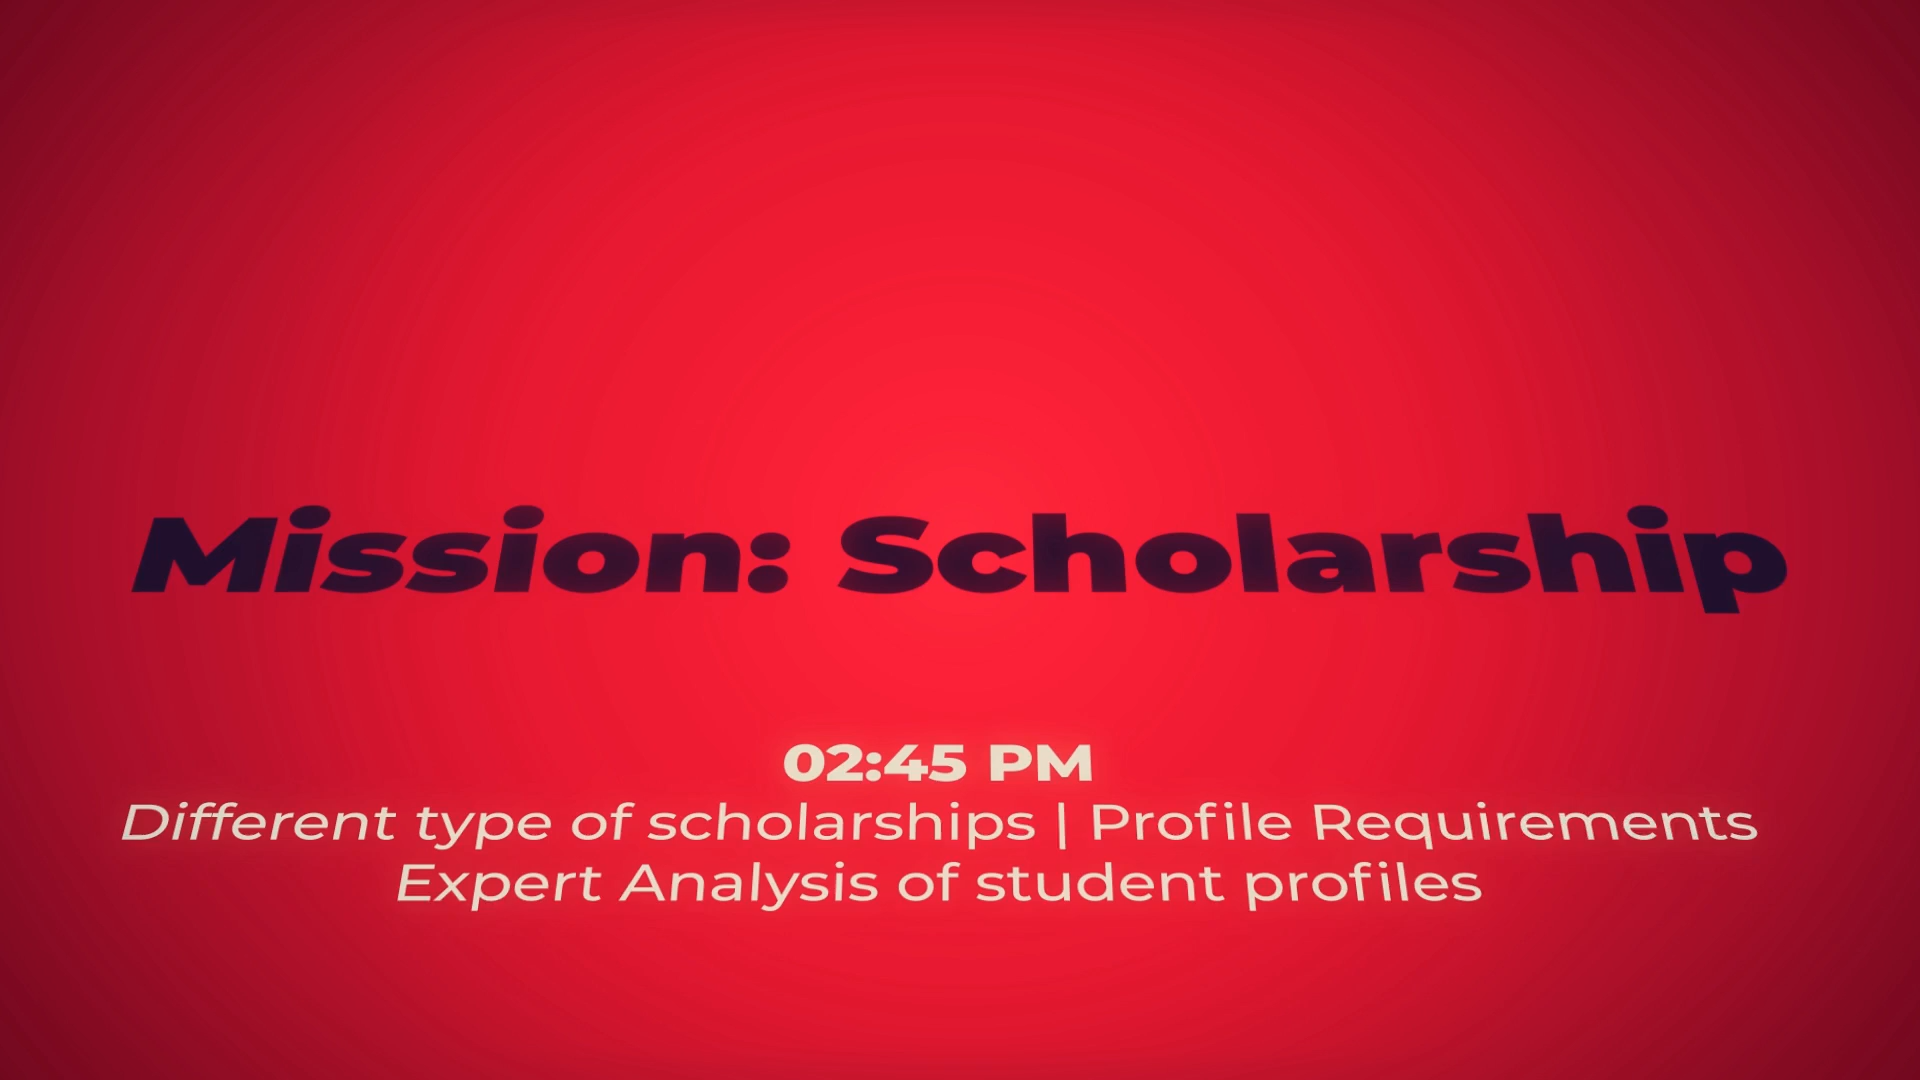 Mission: Scholarship
02:45 PM
Different type of scholarships | Profile Requirements
Expert Analysis of student profiles